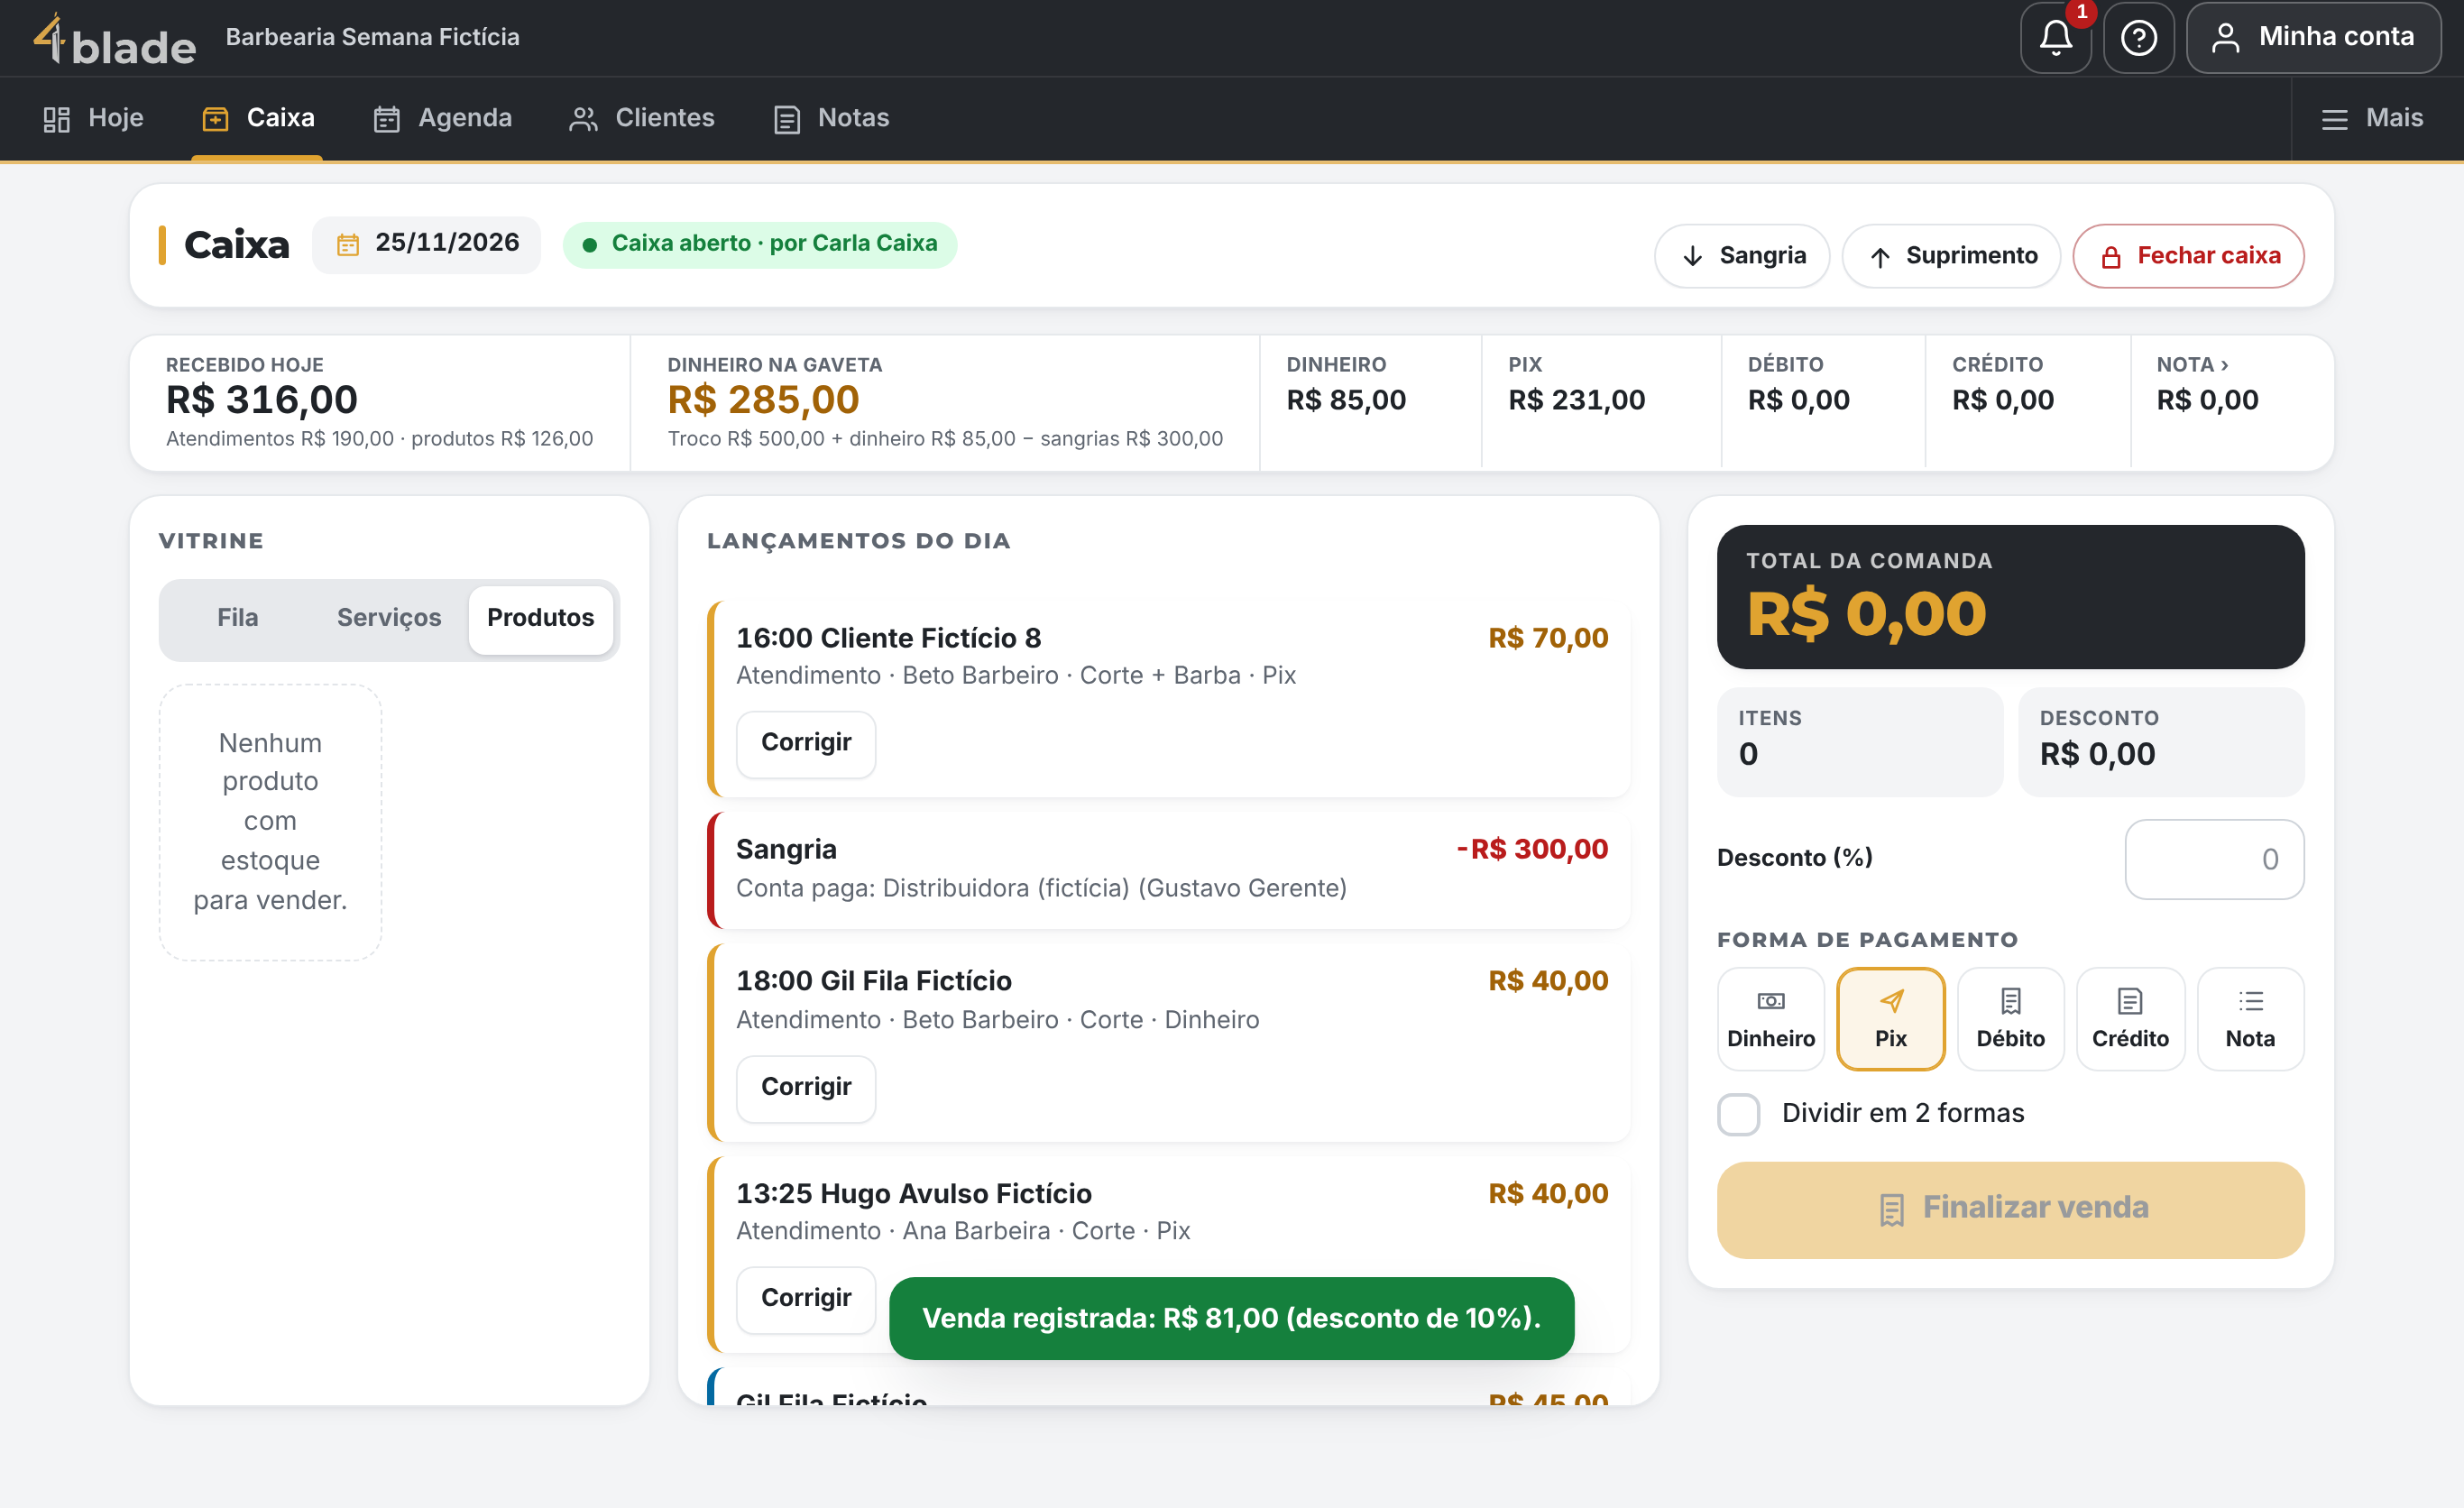 4blade
Barbearia Semana Fictícia
1
Minha conta
Hoje
Caixa
Agenda
Clientes
Notas
Mais
Caixa
25/11/2026
Caixa aberto · por Carla Caixa
Sangria
Suprimento
Fechar caixa
RECEBIDO HOJE
R$ 316,00
Atendimentos R$ 190,00 · produtos R$ 126,00
DINHEIRO NA GAVETA
R$ 285,00
Troco R$ 500,00 + dinheiro R$ 85,00 − sangrias R$ 300,00
DINHEIRO
R$ 85,00
PIX
R$ 231,00
DÉBITO
R$ 0,00
CRÉDITO
R$ 0,00
NOTA ›
R$ 0,00
VITRINE
Fila
Serviços
Produtos
Nenhum
produto
com
estoque
para vender.
LANÇAMENTOS DO DIA
16:00 Cliente Fictício 8
R$ 70,00
Atendimento · Beto Barbeiro · Corte + Barba · Pix
Corrigir
Sangria
-R$ 300,00
Conta paga: Distribuidora (fictícia) (Gustavo Gerente)
18:00 Gil Fila Fictício
R$ 40,00
Atendimento · Beto Barbeiro · Corte · Dinheiro
Corrigir
13:25 Hugo Avulso Fictício
R$ 40,00
Atendimento · Ana Barbeira · Corte · Pix
Corrigir
Venda registrada: R$ 81,00 (desconto de 10%).
Gil Fila Fictício
R$ 45,00
TOTAL DA COMANDA
R$ 0,00
ITENS
0
DESCONTO
R$ 0,00
Desconto (%)
0
FORMA DE PAGAMENTO
Dinheiro
Pix
Débito
Crédito
Nota
Dividir em 2 formas
Finalizar venda